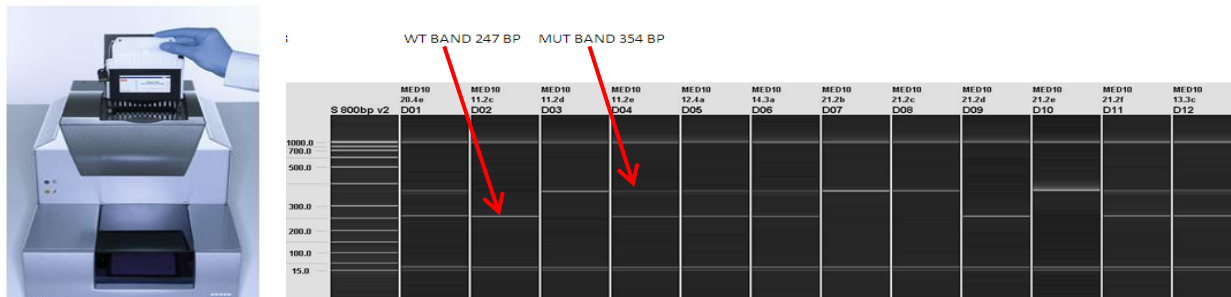 WT BAND 247 BP MUT BAND 354 BP
MED10 MED10 MED10 MED10 MED10 MED10 MED10 MED10 MED10 MED10 MED10 MED10
20.4e 11.2c 11.2d 11.2e 12.4a 14.3a 21.2b 21.2c 21.2d 21.2e 21.2f 13.3c
S 800bp v2 D01 D02 D03 D04 D05 D06 D07 D08 D09 D10 D11 D12
1000.0
700.0
500.0
300.0
200.0
100.0
15.0